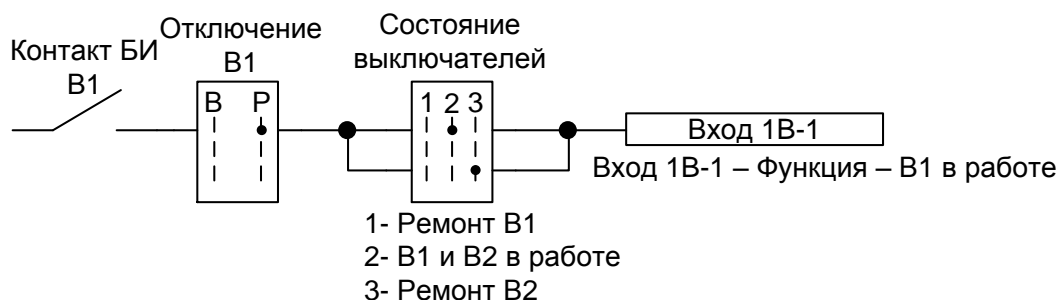 Контакт БИ
В1
Отключение
В1
Состояние
выключателей
В Р
1 2 3
Вход 1В-1
Вход 1В-1 – Функция – В1 в работе
1- Ремонт В1
2- В1 и В2 в работе
3- Ремонт В2